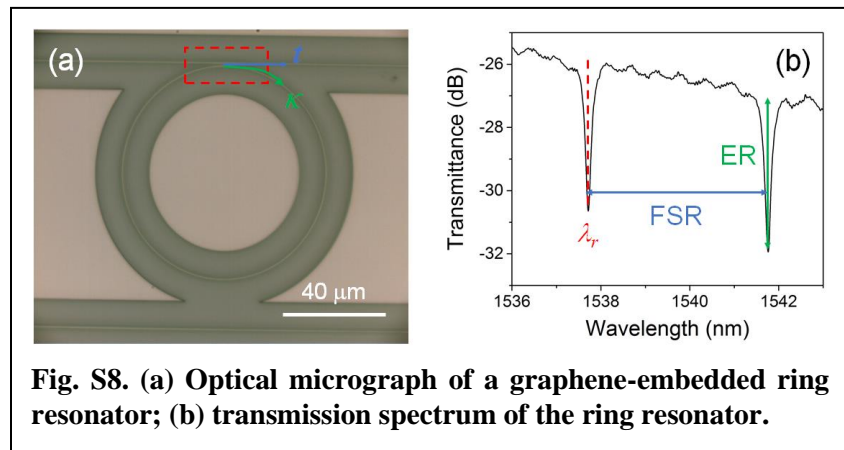 (a)
t
κ
40 μm
(b)
Transmittance (dB)
-26
-28
-30
-32
ER
FSR
λr
1536
1538
1540
1542
Wavelength (nm)
Fig. S8. (a) Optical micrograph of a graphene-embedded ring
resonator; (b) transmission spectrum of the ring resonator.